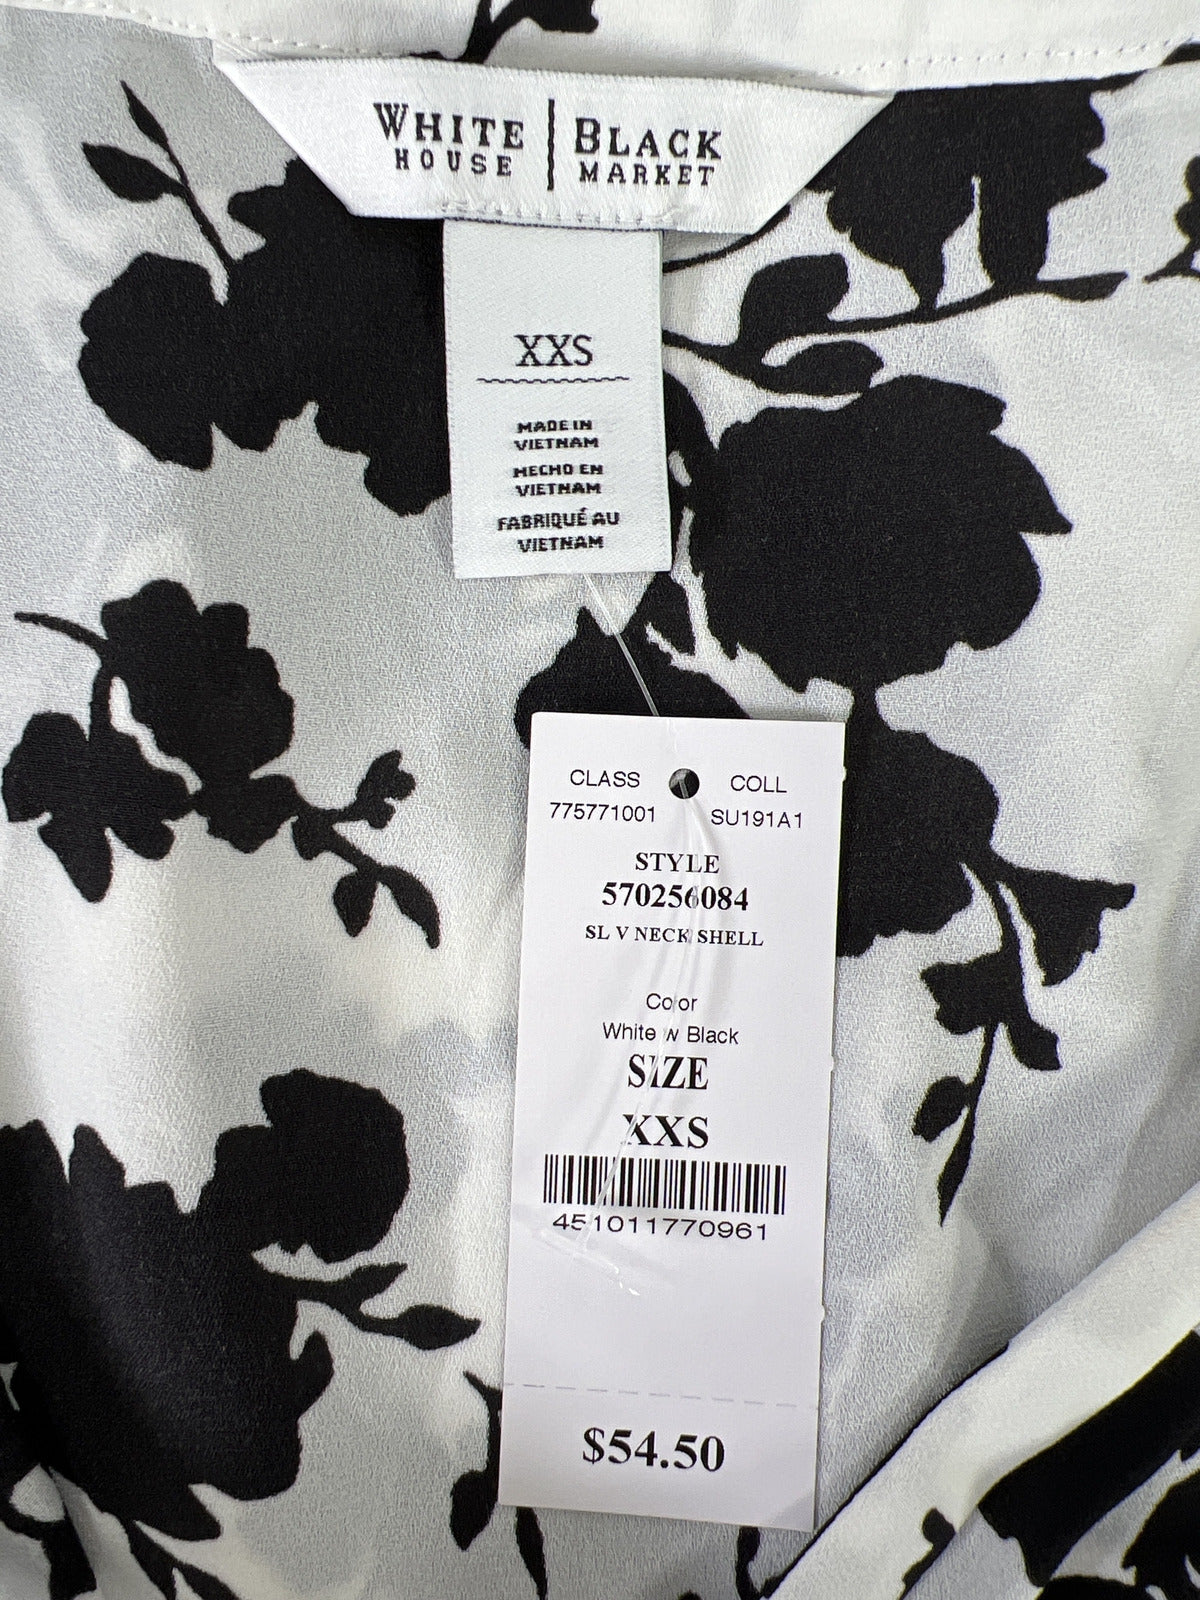 WHITE HOUSE | BLACK MARKET
XXS
MADE IN
VIETNAM
HECHO EN
VIETNAM
FABRIQUÉ AU
VIETNAM
CLASS COLL
775771001 SU191A1
STYLE
570256084
SL V NECK SHELL
Color
White w Black
SIZE
XXS
451011770961
$54.50